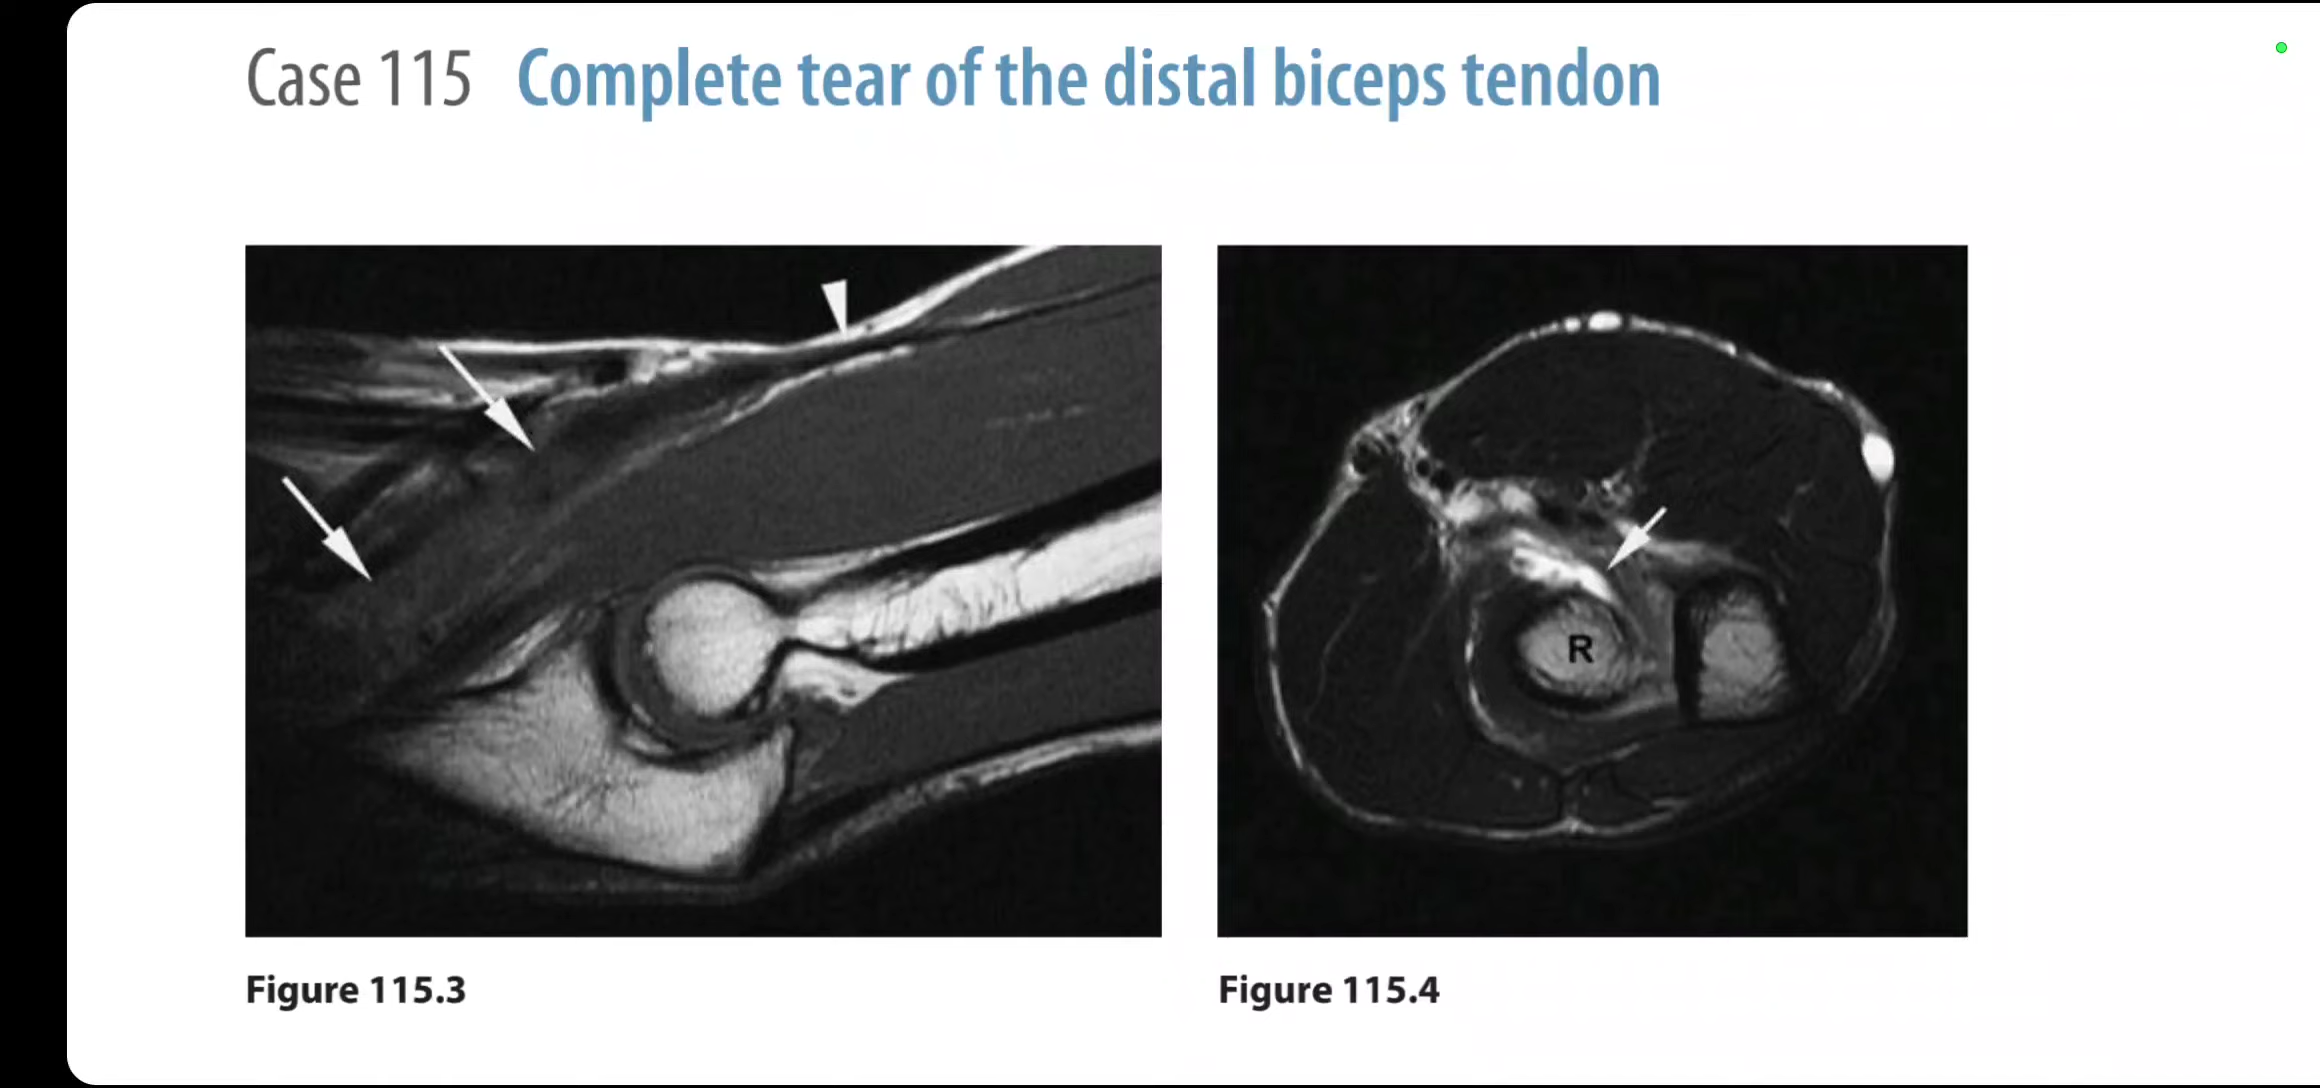 Case 115 Complete tear of the distal biceps tendon
R
Figure 115.3
Figure 115.4